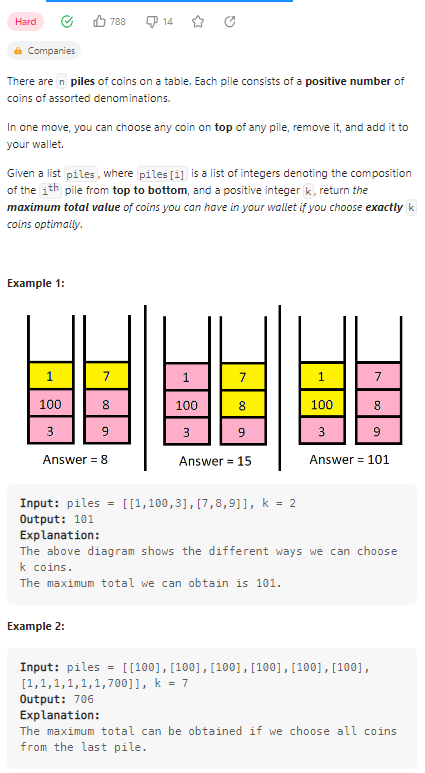 Hard 788 14
Companies
There are n piles of coins on a table. Each pile consists of a positive number of
coins of assorted denominations.
In one move, you can choose any coin on top of any pile, remove it, and add it to
your wallet.
Given a list piles, where piles[i] is a list of integers denoting the composition
of the ith pile from top to bottom, and a positive integer k, return the
maximum total value of coins you can have in your wallet if you choose exactly k
coins optimally.
Example 1:
1 7 1 7 1 7
100 8 100 8 100 8
3 9 3 9 3 9
Answer = 8 Answer = 15 Answer = 101
Input: piles = [[1,100,3],[7,8,9]], k = 2
Output: 101
Explanation:
The above diagram shows the different ways we can choose
k coins.
The maximum total we can obtain is 101.
Example 2:
Input: piles = [[100],[100],[100],[100],[100],[100],
[1,1,1,1,1,1,700]], k = 7
Output: 706
Explanation:
The maximum total can be obtained if we choose all coins
from the last pile.